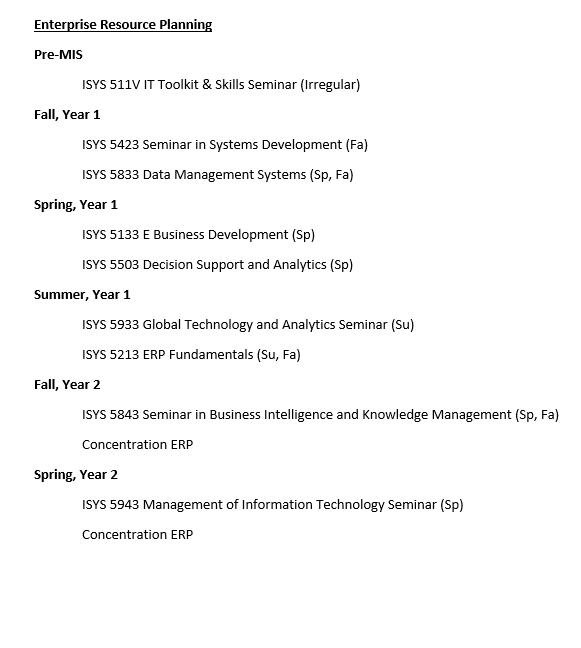 Enterprise Resource Planning
Pre-MIS
ISYS 511V IT Toolkit & Skills Seminar (Irregular)
Fall, Year 1
ISYS 5423 Seminar in Systems Development (Fa)
ISYS 5833 Data Management Systems (Sp, Fa)
Spring, Year 1
ISYS 5133 E Business Development (Sp)
ISYS 5503 Decision Support and Analytics (Sp)
Summer, Year 1
ISYS 5933 Global Technology and Analytics Seminar (Su)
ISYS 5213 ERP Fundamentals (Su, Fa)
Fall, Year 2
ISYS 5843 Seminar in Business Intelligence and Knowledge Management (Sp, Fa)
Concentration ERP
Spring, Year 2
ISYS 5943 Management of Information Technology Seminar (Sp)
Concentration ERP